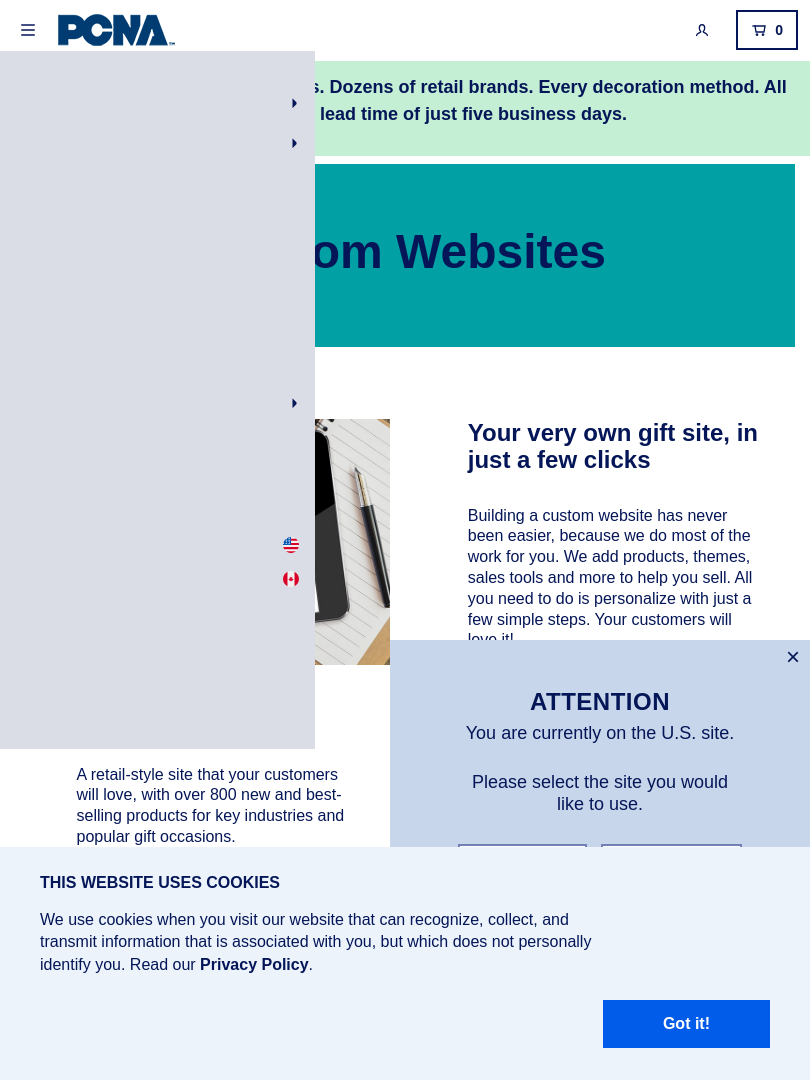 PCNA™
0
s. Dozens of retail brands. Every decoration method. All
lead time of just five business days.
om Websites
Your very own gift site, in
just a few clicks
Building a custom website has never
been easier, because we do most of the
work for you. We add products, themes,
sales tools and more to help you sell. All
you need to do is personalize with just a
few simple steps. Your customers will
love it!
ATTENTION
You are currently on the U.S. site.
Please select the site you would
like to use.
A retail-style site that your customers
will love, with over 800 new and best-
selling products for key industries and
popular gift occasions.
THIS WEBSITE USES COOKIES
We use cookies when you visit our website that can recognize, collect, and
transmit information that is associated with you, but which does not personally
identify you. Read our Privacy Policy.
Got it!